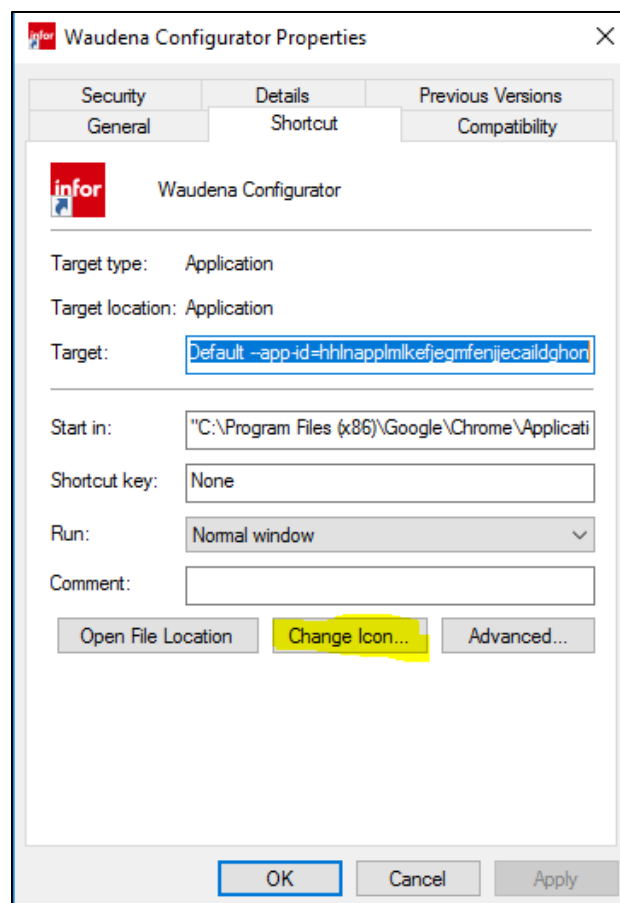 infor Waudena Configurator Properties
Security Details Previous Versions
General Shortcut Compatibility
infor Waudena Configurator
Target type: Application
Target location: Application
Target: Default --app-id=hhlnapplmlkefjegmfenjjecaildghon
Start in: "C:\Program Files (x86)\Google\Chrome\Applicati
Shortcut key: None
Run: Normal window
Comment:
Open File Location Change Icon... Advanced...
OK Cancel Apply